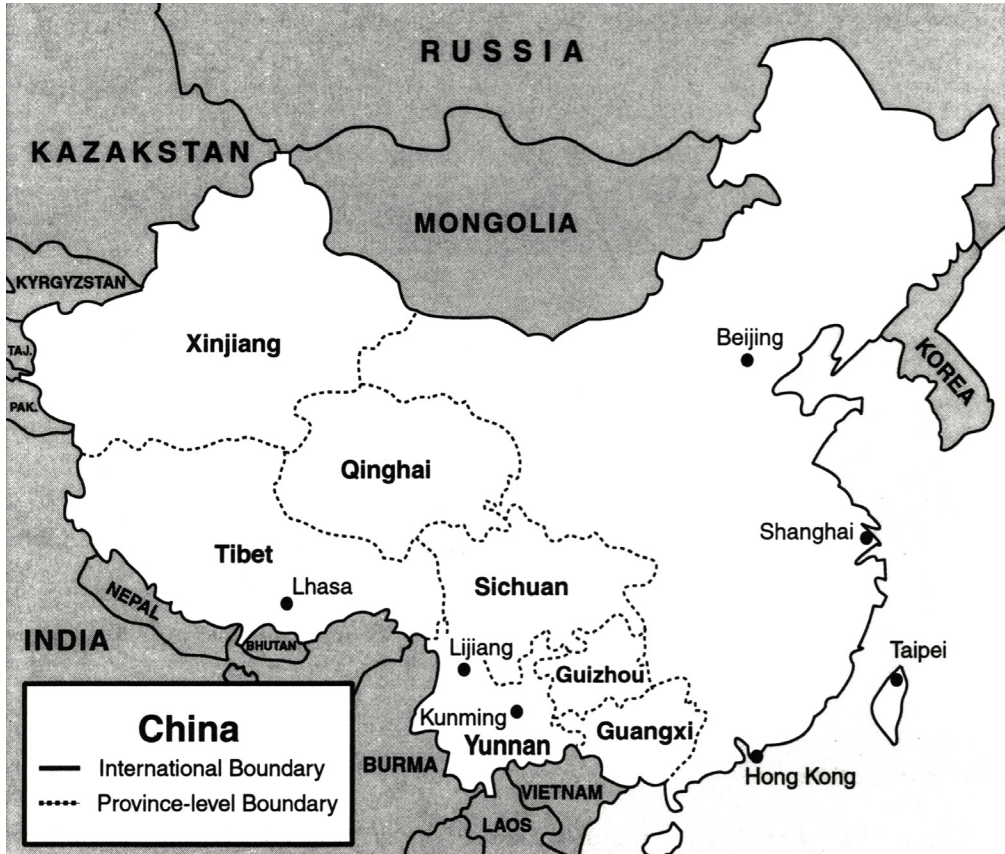 RUSSIA
KAZAKSTAN
MONGOLIA
KYRGYZSTAN
Xinjiang
Beijing
TAJ.
KOREA
PAK.
Qinghai
Shanghai
Tibet
Sichuan
Lhasa
NEPAL
INDIA
BHUTAN
Lijiang
Taipei
Guizhou
Kunming
Guangxi
Yunnan
BURMA
Hong Kong
VIETNAM
LAOS
China
International Boundary
Province-level Boundary